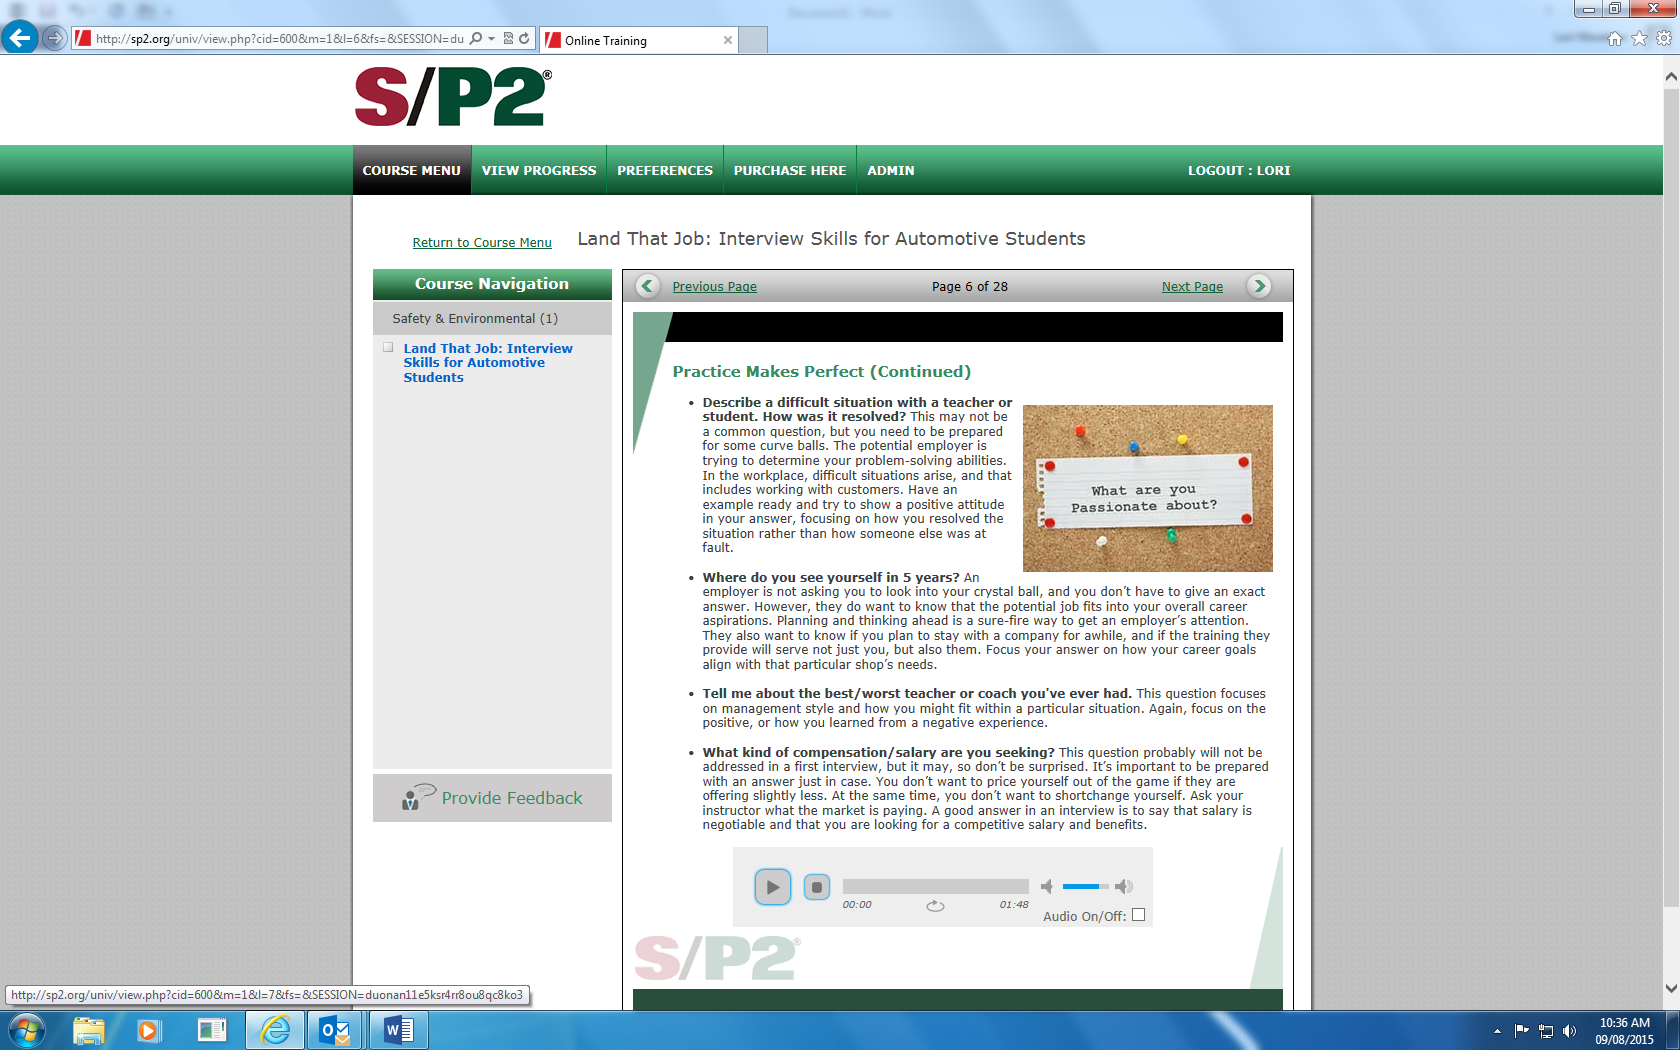 http://sp2.org/univ/view.php?cid=600&m=1&l=6&fs=&SESSION=du
Online Training
S/P2®
COURSE MENU
VIEW PROGRESS
PREFERENCES
PURCHASE HERE
ADMIN
LOGOUT : LORI
Return to Course Menu
Land That Job: Interview Skills for Automotive Students
Course Navigation
Safety & Environmental (1)
Land That Job: Interview
Skills for Automotive
Students
Provide Feedback
Previous Page
Page 6 of 28
Next Page
Practice Makes Perfect (Continued)
• Describe a difficult situation with a teacher or
student. How was it resolved? This may not be
a common question, but you need to be prepared
for some curve balls. The potential employer is
trying to determine your problem-solving abilities.
In the workplace, difficult situations arise, and that
includes working with customers. Have an
example ready and try to show a positive attitude
in your answer, focusing on how you resolved the
situation rather than how someone else was at
fault.
What are you
Passionate about?
• Where do you see yourself in 5 years? An
employer is not asking you to look into your crystal ball, and you don’t have to give an exact
answer. However, they do want to know that the potential job fits into your overall career
aspirations. Planning and thinking ahead is a sure-fire way to get an employer’s attention.
They also want to know if you plan to stay with a company for awhile, and if the training they
provide will serve not just you, but also them. Focus your answer on how your career goals
align with that particular shop’s needs.
• Tell me about the best/worst teacher or coach you've ever had. This question focuses
on management style and how you might fit within a particular situation. Again, focus on the
positive, or how you learned from a negative experience.
• What kind of compensation/salary are you seeking? This question probably will not be
addressed in a first interview, but it may, so don’t be surprised. It’s important to be prepared
with an answer just in case. You don’t want to price yourself out of the game if they are
offering slightly less. At the same time, you don’t want to shortchange yourself. Ask your
instructor what the market is paying. A good answer in an interview is to say that salary is
negotiable and that you are looking for a competitive salary and benefits.
00:00
01:48
Audio On/Off:
S/P2®
http://sp2.org/univ/view.php?cid=600&m=1&l=7&fs=&SESSION=duonan11e5ksr4rr8ou8qc8ko3
10:36 AM
09/08/2015